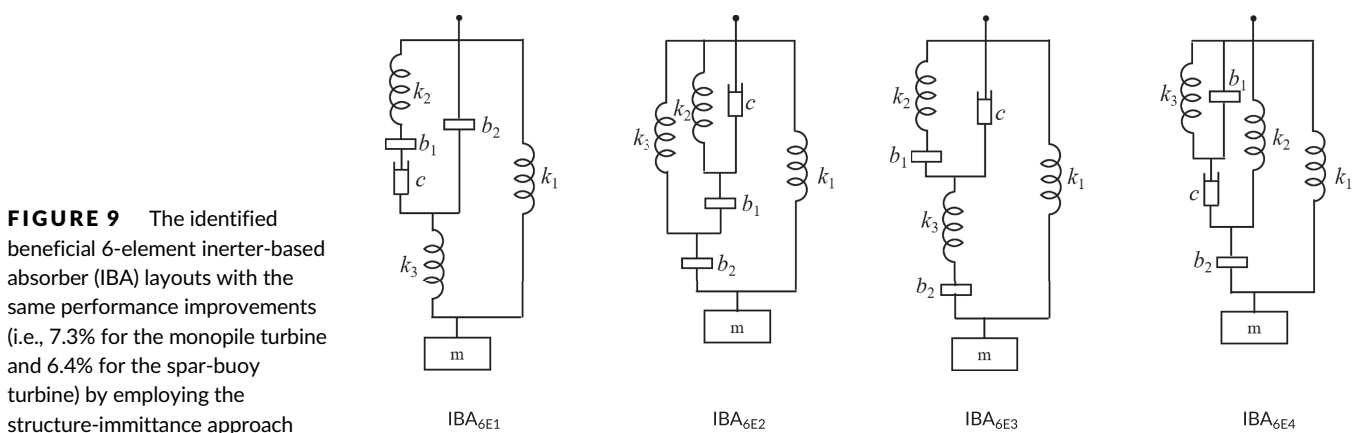 FIGURE 9 The identified
beneficial 6-element inerter-based
absorber (IBA) layouts with the
same performance improvements
(i.e., 7.3% for the monopile turbine
and 6.4% for the spar-buoy
turbine) by employing the
structure-immittance approach
k2
b1
c
b2
k1
k3
m
IBA6E1
k3
k2
c
b1
k1
b2
m
IBA6E2
k2
b1
c
k3
k1
b2
m
IBA6E3
k3
b1
k2
c
k1
b2
m
IBA6E4